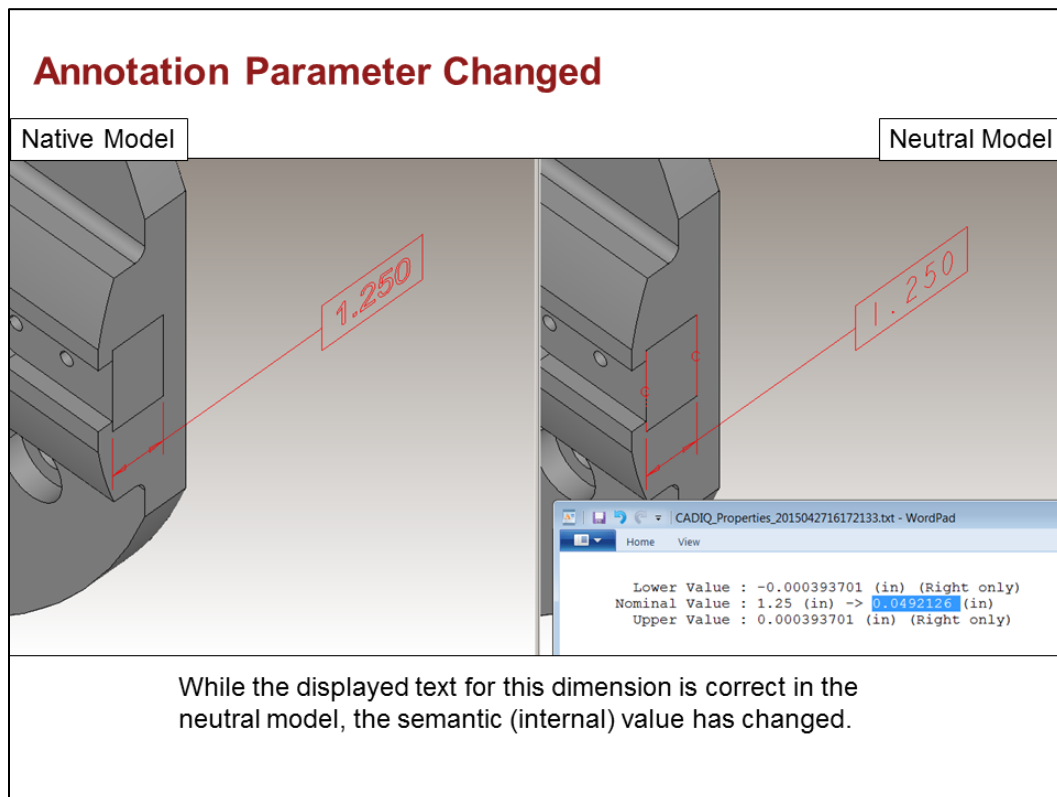 Annotation Parameter Changed
Native Model
Neutral Model
1.250
1.250
CADIQ_Properties_2015042716172133.txt - WordPad
Home View
Lower Value : -0.000393701 (in) (Right only)
Nominal Value : 1.25 (in) -> 0.0492126 (in)
Upper Value : 0.000393701 (in) (Right only)
While the displayed text for this dimension is correct in the
neutral model, the semantic (internal) value has changed.